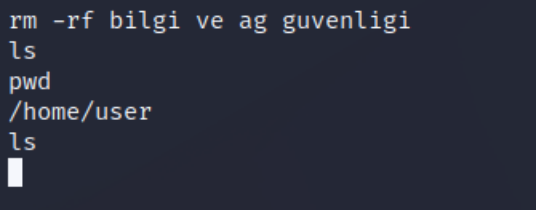 rm -rf bilgi ve ag guvenligi
ls
pwd
/home/user
ls